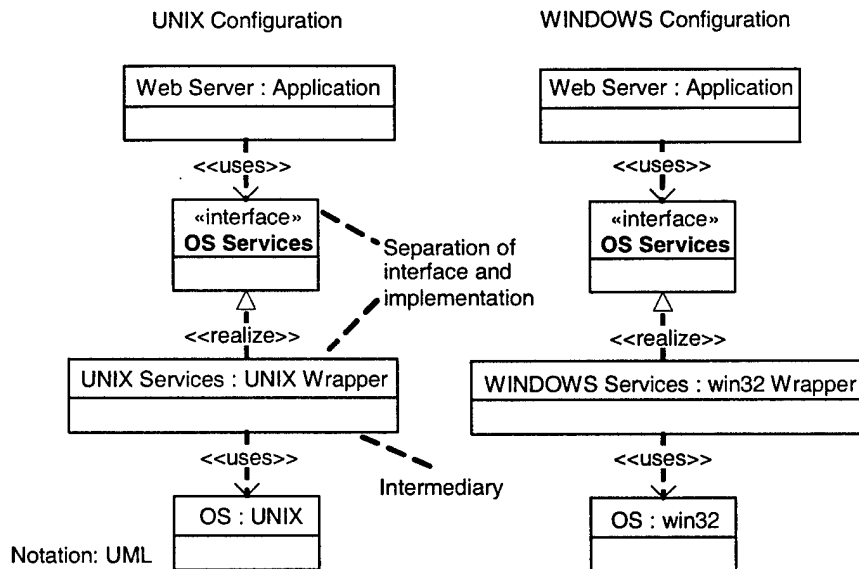 UNIX Configuration
WINDOWS Configuration
Web Server : Application
Web Server : Application
<<uses>>
<<uses>>
«interface»
OS Services
«interface»
OS Services
Separation of
interface and
implementation
<<realize>>
<<realize>>
UNIX Services : UNIX Wrapper
WINDOWS Services : win32 Wrapper
<<uses>>
<<uses>>
Intermediary
OS : UNIX
OS : win32
Notation: UML